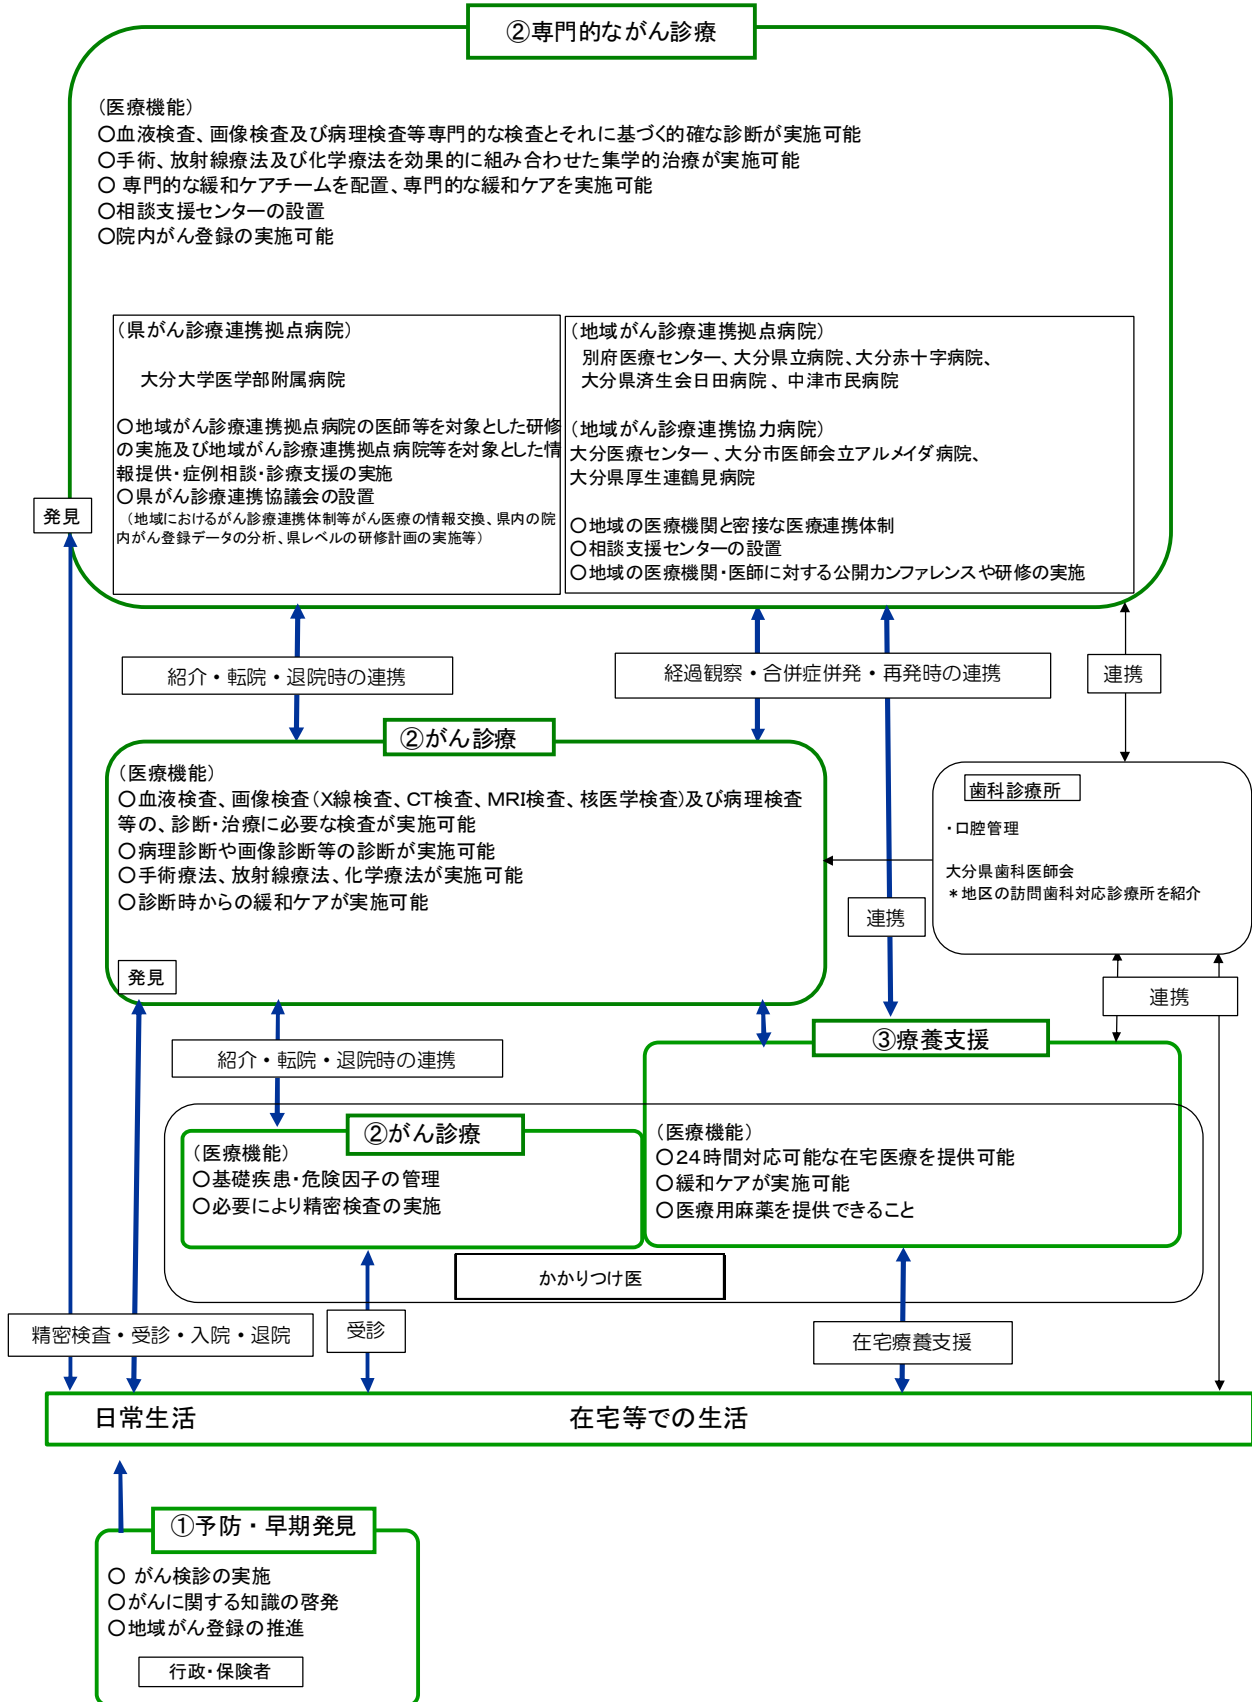 ②専門的ながん診療
（医療機能）
○血液検査、画像検査及び病理検査等専門的な検査とそれに基づく的確な診断が実施可能
○手術、放射線療法及び化学療法を効果的に組み合わせた集学的治療が実施可能
○ 専門的な緩和ケアチームを配置、専門的な緩和ケアを実施可能
○相談支援センターの設置
○院内がん登録の実施可能
（県がん診療連携拠点病院）
大分大学医学部附属病院
○地域がん診療連携拠点病院の医師等を対象とした研修
の実施及び地域がん診療連携拠点病院等を対象とした情
報提供・症例相談・診療支援の実施
○県がん診療連携協議会の設置
（地域におけるがん診療連携体制等がん医療の情報交換、県内の院
内がん登録データの分析、県レベルの研修計画の実施等）
（地域がん診療連携拠点病院）
別府医療センター、大分県立病院、大分赤十字病院、
大分県済生会日田病院、中津市民病院
（地域がん診療連携協力病院）
大分医療センター、大分市医師会立アルメイダ病院、
大分県厚生連鶴見病院
○地域の医療機関と密接な医療連携体制
○相談支援センターの設置
○地域の医療機関・医師に対する公開カンファレンスや研修の実施
発見
紹介・転院・退院時の連携
経過観察・合併症併発・再発時の連携
連携
②がん診療
（医療機能）
○血液検査、画像検査（X線検査、CT検査、MRI検査、核医学検査）及び病理検査
等の、診断・治療に必要な検査が実施可能
○病理診断や画像診断等の診断が実施可能
○手術療法、放射線療法、化学療法が実施可能
○診断時からの緩和ケアが実施可能
発見
歯科診療所
・口腔管理
大分県歯科医師会
＊地区の訪問歯科対応診療所を紹介
連携
連携
紹介・転院・退院時の連携
③療養支援
②がん診療
（医療機能）
○基礎疾患・危険因子の管理
○必要により精密検査の実施
（医療機能）
○24時間対応可能な在宅医療を提供可能
○緩和ケアが実施可能
○医療用麻薬を提供できること
かかりつけ医
精密検査・受診・入院・退院
受診
在宅療養支援
日常生活
在宅等での生活
①予防・早期発見
○ がん検診の実施
○がんに関する知識の啓発
○地域がん登録の推進
行政・保険者